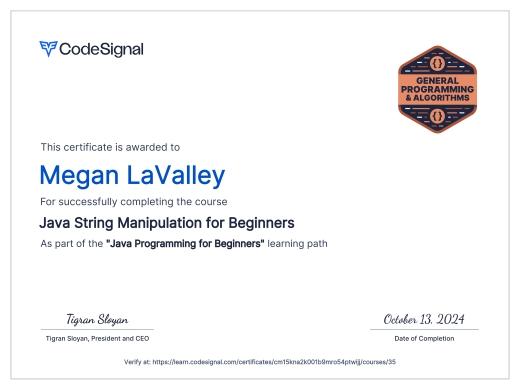 CodeSignal
{}
GENERAL
PROGRAMMING
& ALGORITHMS
{}
This certificate is awarded to
Megan LaValley
For successfully completing the course
Java String Manipulation for Beginners
As part of the "Java Programming for Beginners" learning path
Tigran Sloyan
October 13, 2024
Tigran Sloyan, President and CEO
Date of Completion
Verify at: https://learn.codesignal.com/certificates/cm15kna2k001b9mro54ptwijj/courses/35